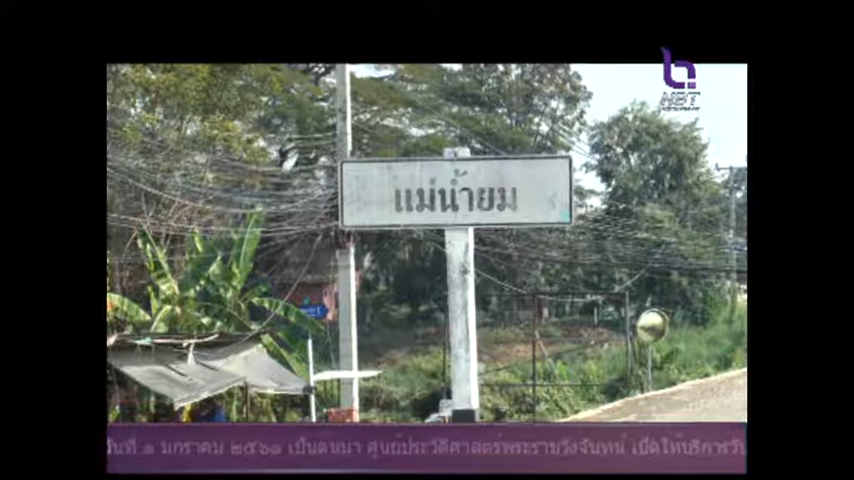 NBT
แม่น้ำยม
วันที่ ๑ มกราคม ๒๕๖๑ เป็นต้นมา ศูนย์ประวัติศาสตร์พระราชวังจันทน์ เปิดให้บริการวั